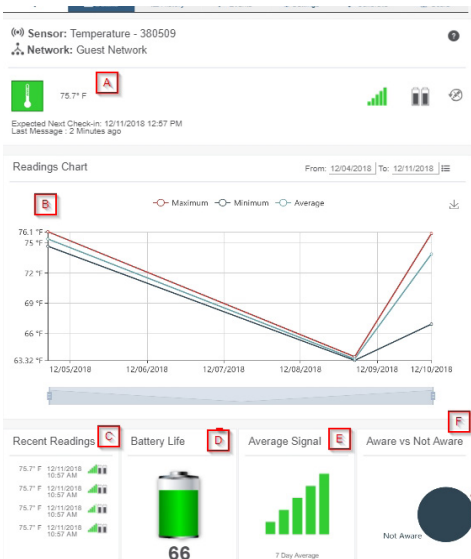 Sensor: Temperature - 380509
Network: Guest Network
A
75.7° F
Expected Next Check-in: 12/11/2018 12:57 PM
Last Message : 2 Minutes ago
Readings Chart
From: 12/04/2018 To: 12/11/2018
B
Maximum Minimum Average
76.1 °F
75 °F
72 °F
69 °F
66 °F
63.32 °F
12/05/2018 12/06/2018 12/07/2018 12/08/2018 12/09/2018 12/10/2018
Recent Readings C
75.7° F 12/11/2018
10:57 AM
75.7° F 12/11/2018
10:57 AM
75.7° F 12/11/2018
10:57 AM
75.7° F 12/11/2018
10:57 AM
Battery Life D
66
Average Signal E
7 Day Average
F
Aware vs Not Aware
Not Aware